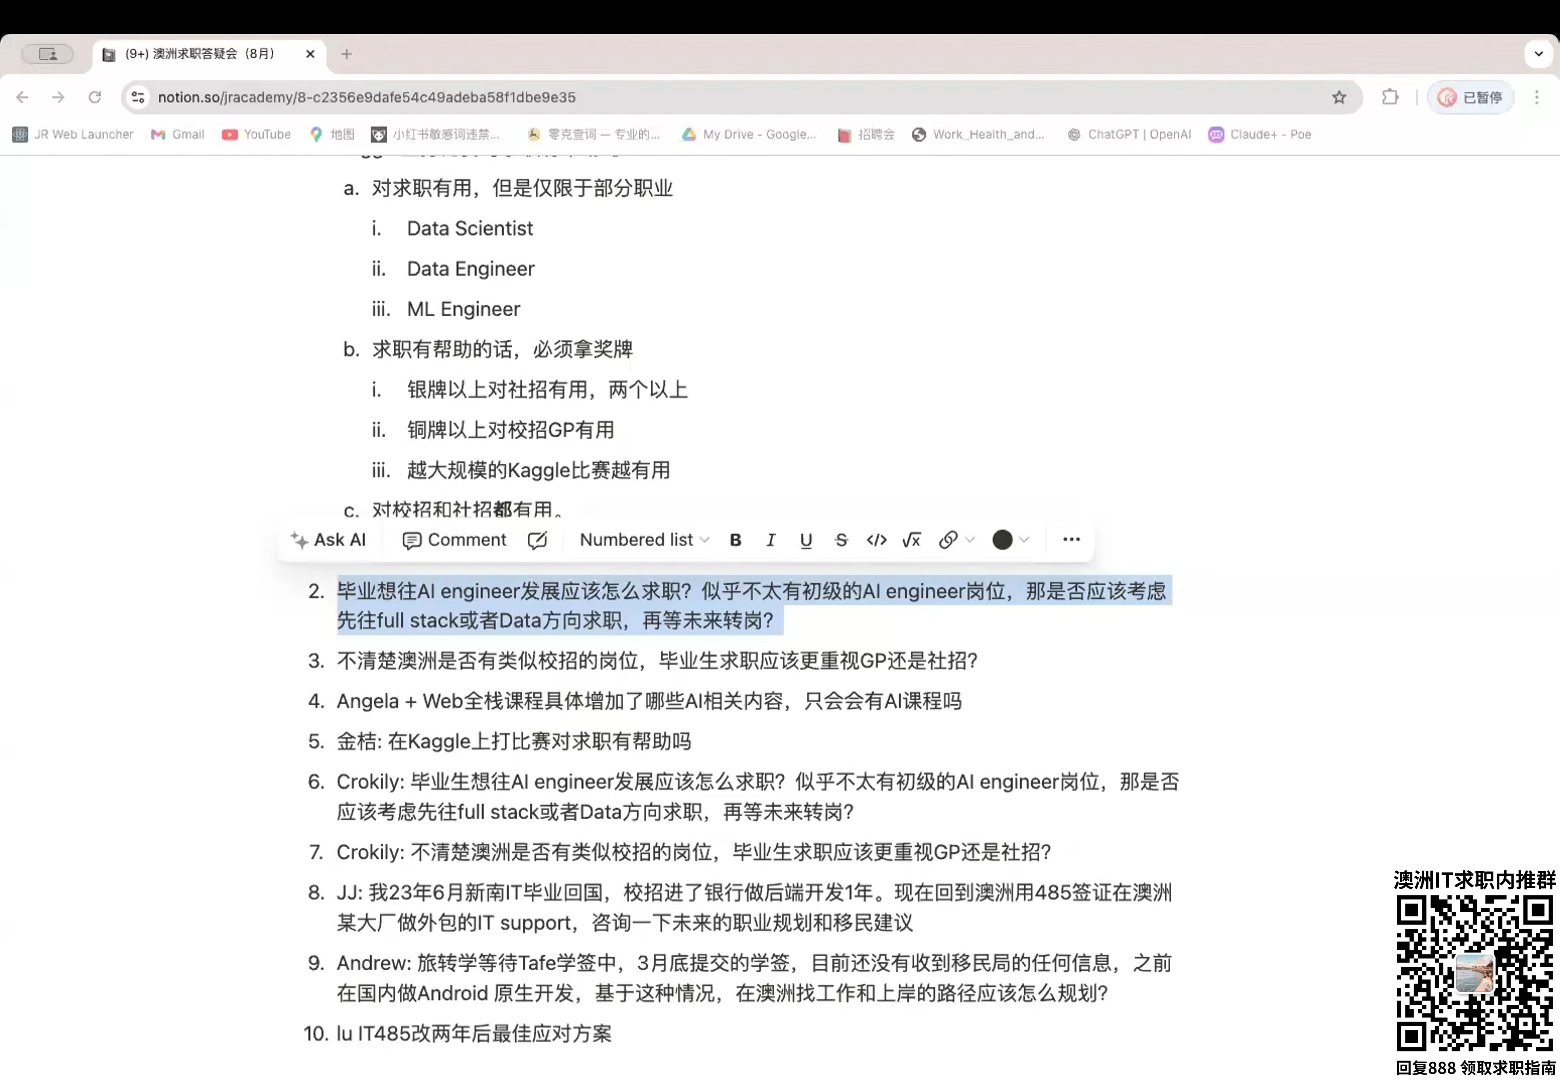 (9+) 澳洲求职答疑会（8月）
notion.so/jracademy/8-c2356e9dafe54c49adeba58f1dbe9e35
已暂停
JR Web Launcher
Gmail
YouTube
地图
小红书敏感词违禁...
零克查词 — 专业的...
My Drive - Google...
招聘会
Work_Health_and...
ChatGPT | OpenAI
Claude+ - Poe
a. 对求职有用，但是仅限于部分职业
i. Data Scientist
ii. Data Engineer
iii. ML Engineer
b. 求职有帮助的话，必须拿奖牌
i. 银牌以上对社招有用，两个以上
ii. 铜牌以上对校招GP有用
iii. 越大规模的Kaggle比赛越有用
c. 对校招和社招都有用。
Ask AI
Comment
Numbered list
B
I
U
S
</>
√x
2. 毕业想往AI engineer发展应该怎么求职？似乎不太有初级的AI engineer岗位，那是否应该考虑
先往full stack或者Data方向求职，再等未来转岗？
3. 不清楚澳洲是否有类似校招的岗位，毕业生求职应该更重视GP还是社招？
4. Angela + Web全栈课程具体增加了哪些AI相关内容，只会会有AI课程吗
5. 金桔: 在Kaggle上打比赛对求职有帮助吗
6. Crokily: 毕业生想往AI engineer发展应该怎么求职？似乎不太有初级的AI engineer岗位，那是否
应该考虑先往full stack或者Data方向求职，再等未来转岗？
7. Crokily: 不清楚澳洲是否有类似校招的岗位，毕业生求职应该更重视GP还是社招？
8. JJ: 我23年6月新南IT毕业回国，校招进了银行做后端开发1年。现在回到澳洲用485签证在澳洲
某大厂做外包的IT support，咨询一下未来的职业规划和移民建议
9. Andrew: 旅转学等待Tafe学签中，3月底提交的学签，目前还没有收到移民局的任何信息，之前
在国内做Android 原生开发，基于这种情况，在澳洲找工作和上岸的路径应该怎么规划？
10. lu IT485改两年后最佳应对方案
澳洲IT求职内推群
回复888 领取求职指南